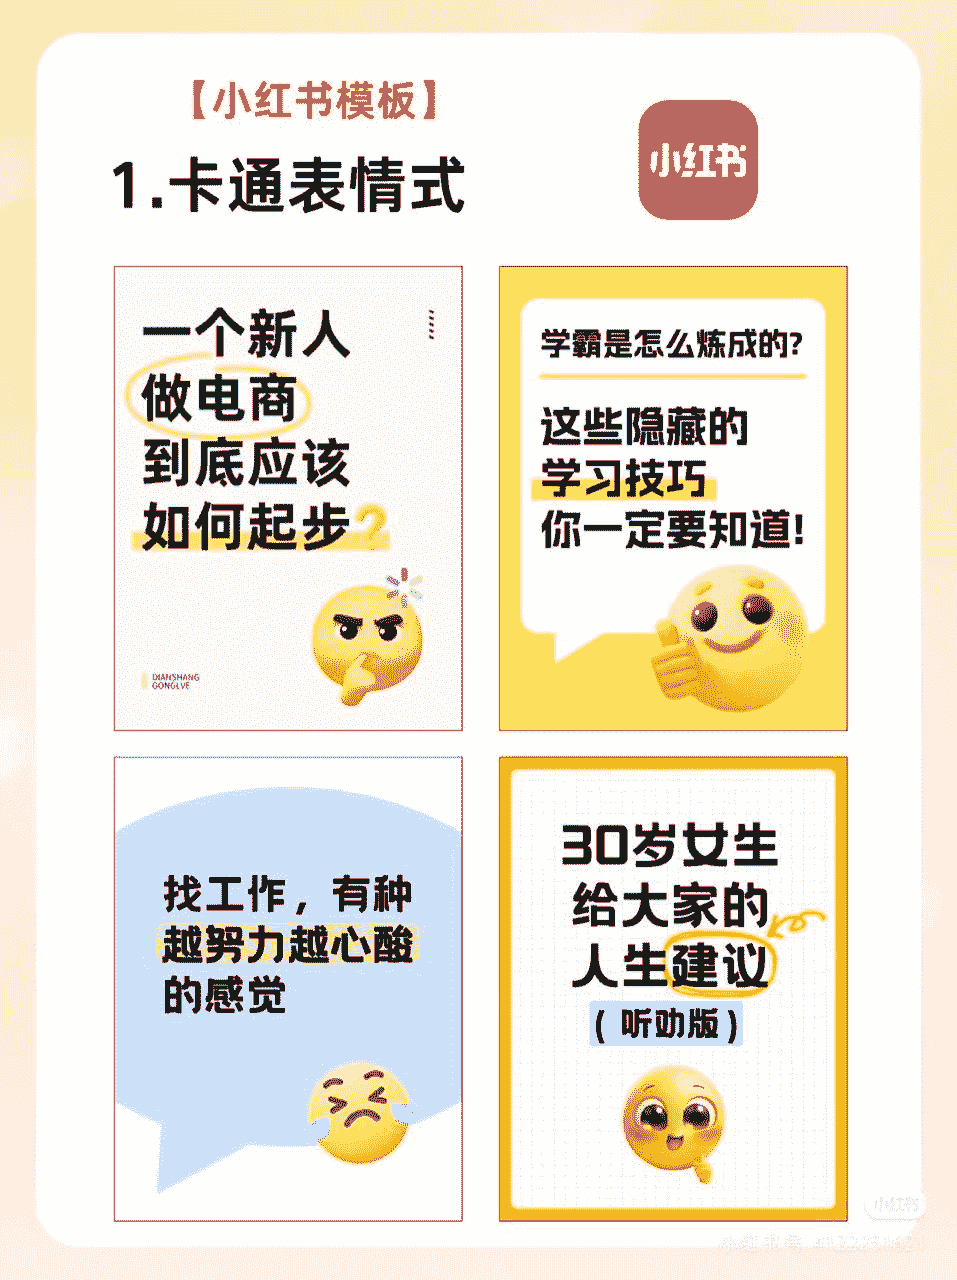 【小红书模板】
1.卡通表情式
小红书
一个新人
做电商
到底应该
如何起步?
DIANSHANG
GONGLVE
学霸是怎么炼成的?
这些隐藏的
学习技巧
你一定要知道!
找工作，有种
越努力越心酸
的感觉
30岁女生
给大家的
人生建议
(听劝版)
小红书
小红书号